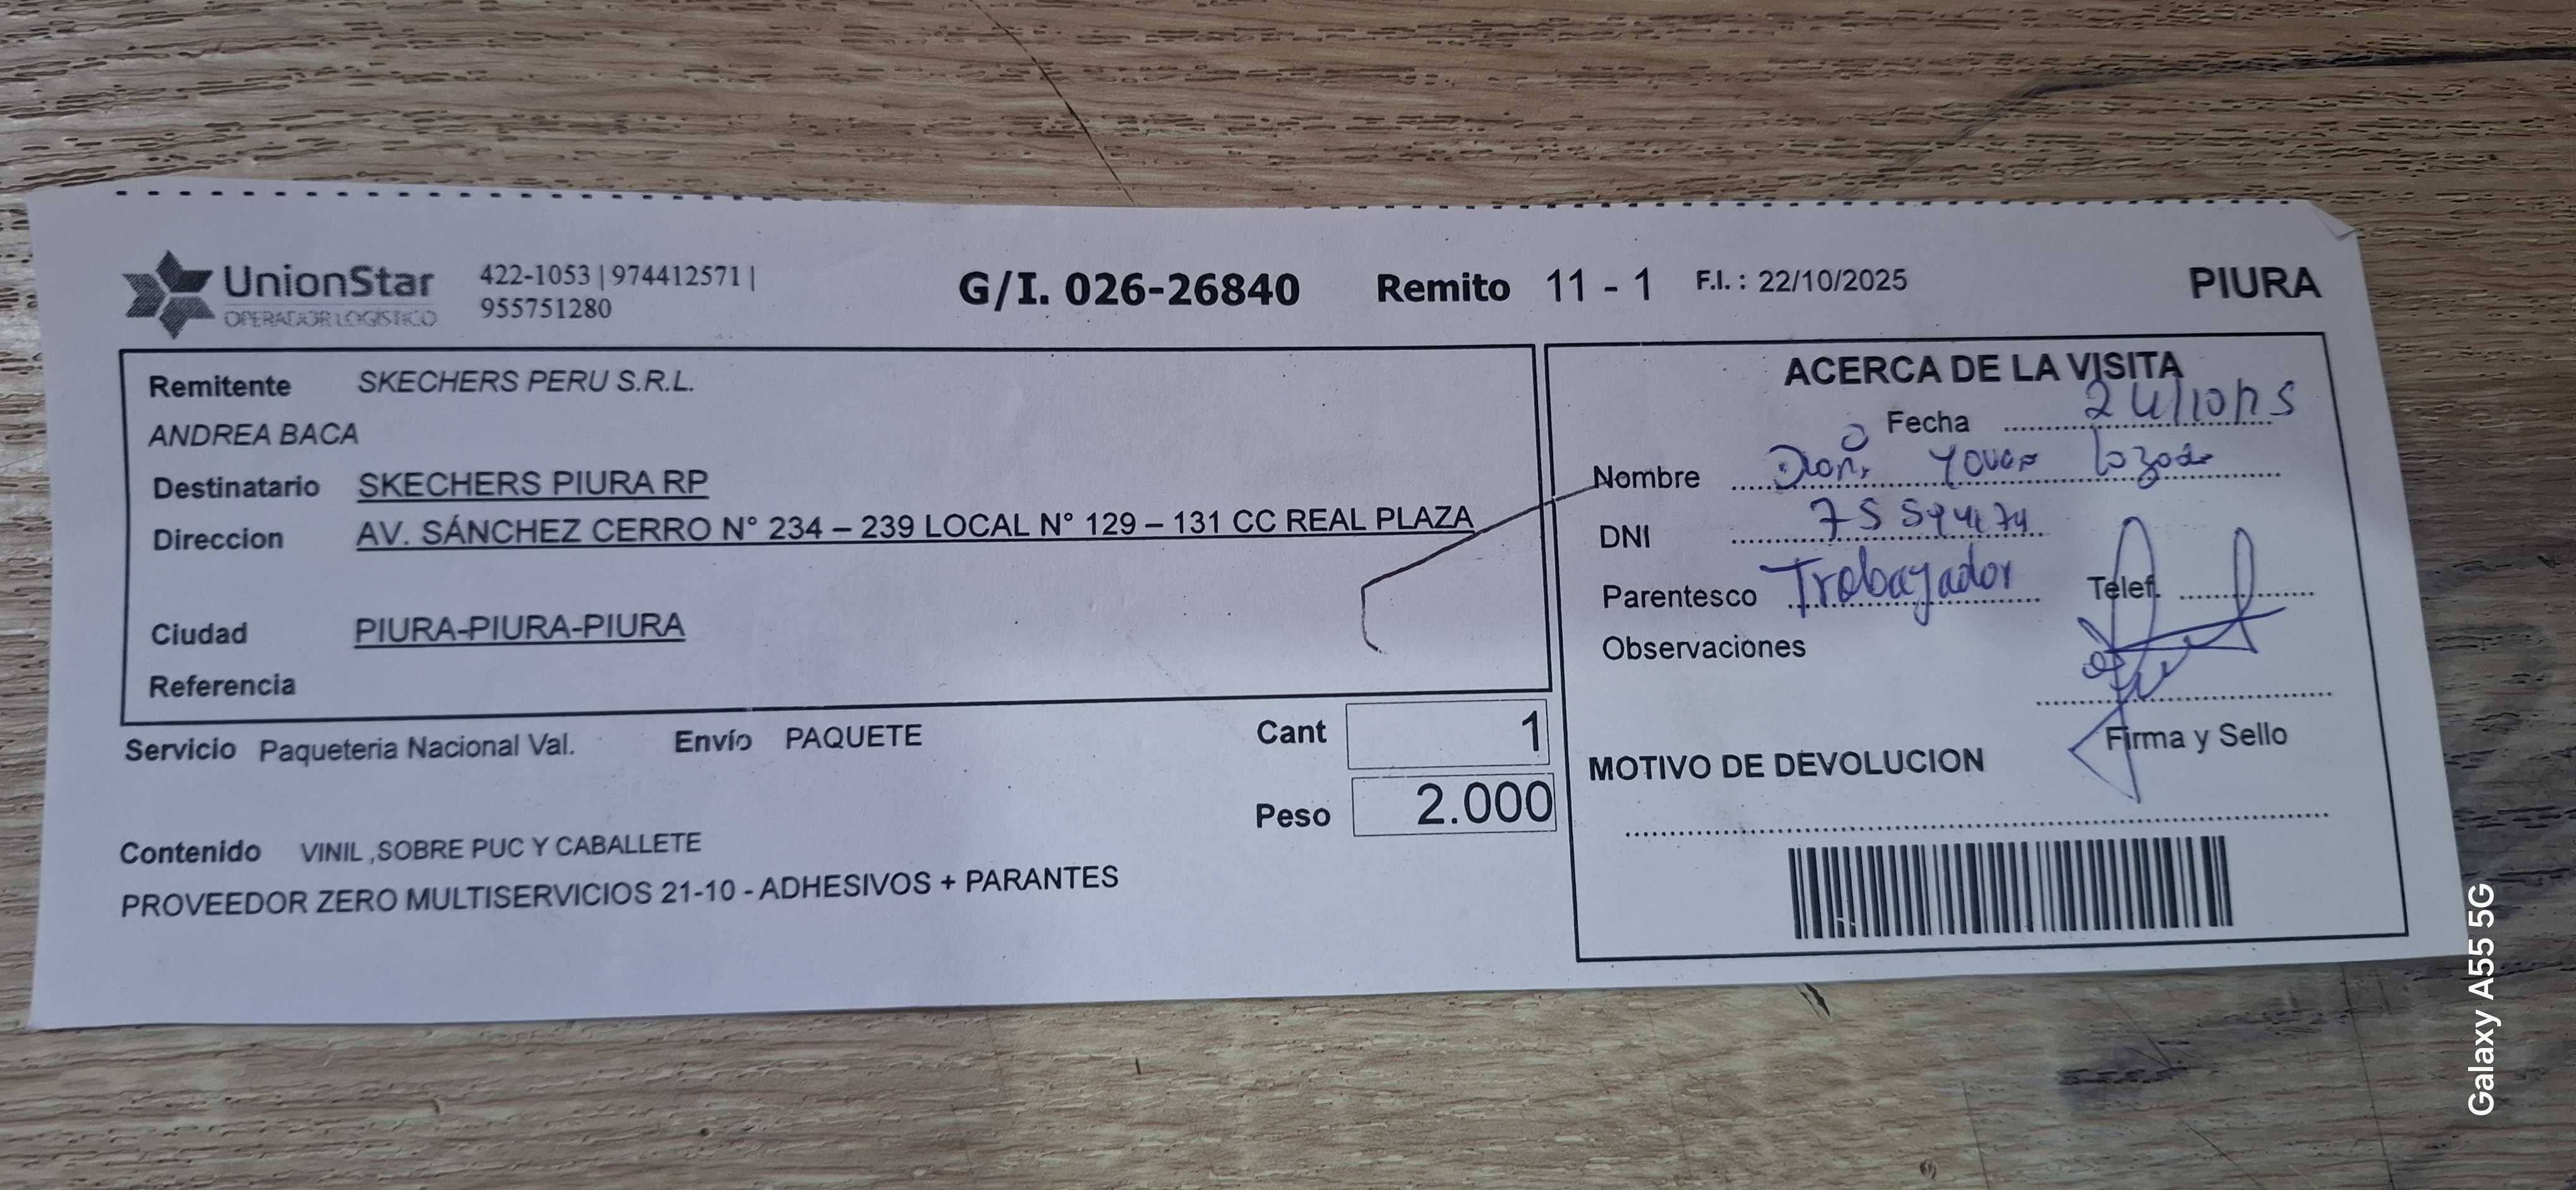 UnionStar
OPERADOR LOGÍSTICO
422-1053 | 974412571 |
955751280
G/I. 026-26840 Remito 11 - 1 F.I. : 22/10/2025 PIURA
Remitente SKECHERS PERU S.R.L.
ANDREA BACA
Destinatario SKECHERS PIURA RP
Direccion AV. SÁNCHEZ CERRO N° 234 – 239 LOCAL N° 129 – 131 CC REAL PLAZA
Ciudad PIURA-PIURA-PIURA
Referencia
Servicio Paqueteria Nacional Val. Envío PAQUETE
Cant 1
Peso 2.000
Contenido VINIL ,SOBRE PUC Y CABALLETE
PROVEEDOR ZERO MULTISERVICIOS 21-10 - ADHESIVOS + PARANTES
ACERCA DE LA VISITA
Fecha
Nombre
DNI
Parentesco Trabajador Telef.
Observaciones
Firma y Sello
MOTIVO DE DEVOLUCION
Galaxy A55 5G